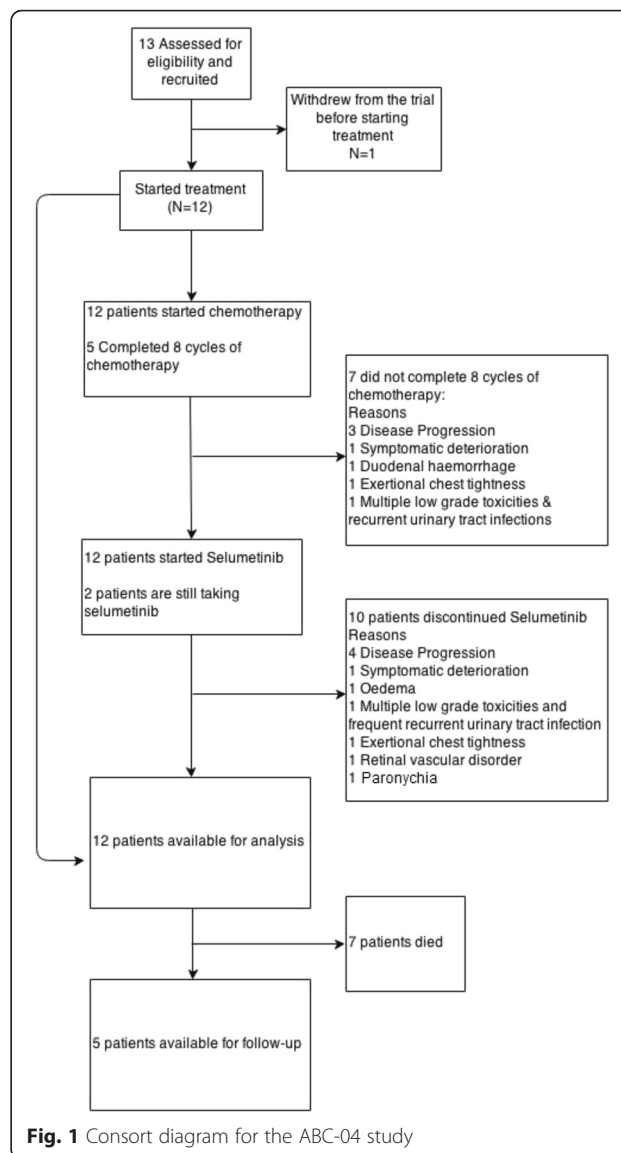 13 Assessed for
eligibility and
recruited
Withdrew from the trial
before starting
treatment
N=1
Started treatment
(N=12)
12 patients started chemotherapy
5 Completed 8 cycles of
chemotherapy
7 did not complete 8 cycles of
chemotherapy:
Reasons
3 Disease Progression
1 Symptomatic deterioration
1 Duodenal haemorrhage
1 Exertional chest tightness
1 Multiple low grade toxicities &
recurrent urinary tract infections
12 patients started Selumetinib
2 patients are still taking
selumetinib
10 patients discontinued Selumetinib
Reasons
4 Disease Progression
1 Symptomatic deterioration
1 Oedema
1 Multiple low grade toxicities and
frequent recurrent urinary tract infection
1 Exertional chest tightness
1 Retinal vascular disorder
1 Paronychia
12 patients available for analysis
7 patients died
5 patients available for follow-up
Fig. 1 Consort diagram for the ABC-04 study